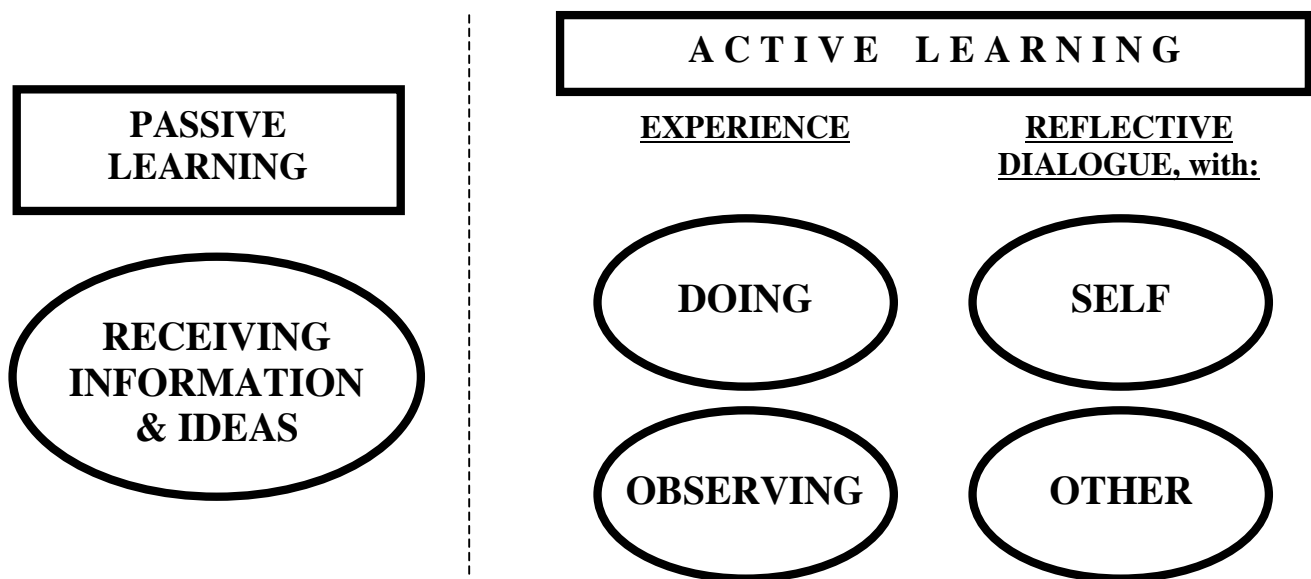 PASSIVE
LEARNING
RECEIVING
INFORMATION
& IDEAS
A C T I V E   L E A R N I N G
EXPERIENCE
REFLECTIVE
DIALOGUE, with:
DOING
SELF
OBSERVING
OTHER